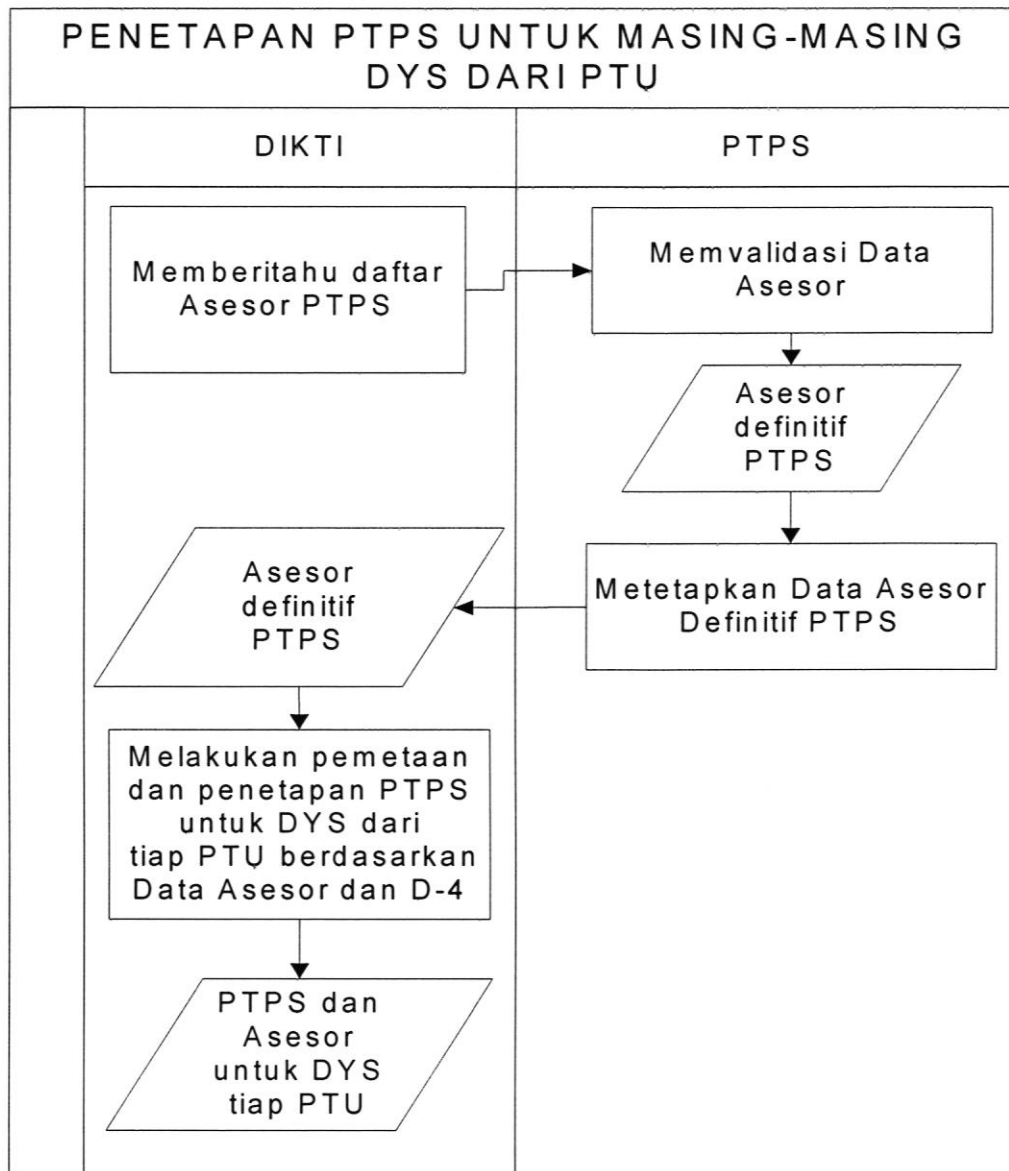 PENETAPAN PTPS UNTUK MASING-MASING
DYS DARI PTU
DIKTI
PTPS
Memberitahu daftar
Asesor PTPS
Memvalidasi Data
Asesor
Asesor
definitif
PTPS
Metetapkan Data Asesor
Definitif PTPS
Asesor
definitif
PTPS
Melakukan pemetaan
dan penetapan PTPS
untuk DYS dari
tiap PTU berdasarkan
Data Asesor dan D-4
PTPS dan
Asesor
untuk DYS
tiap PTU